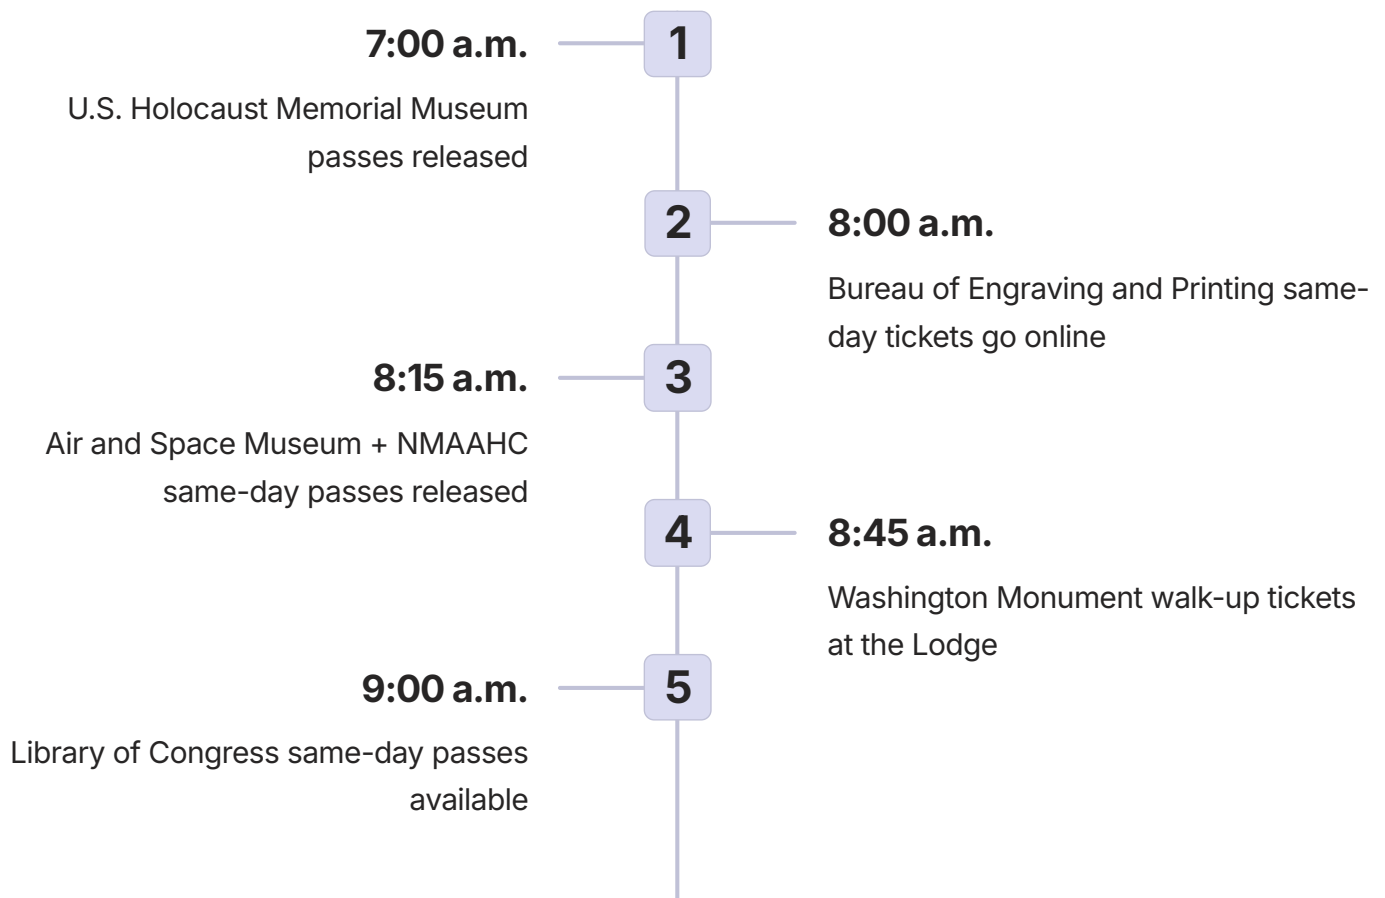 7:00 a.m.
1
U.S. Holocaust Memorial Museum
passes released
2
8:00 a.m.
Bureau of Engraving and Printing same-
day tickets go online
8:15 a.m.
3
Air and Space Museum + NMAAHC
same-day passes released
4
8:45 a.m.
Washington Monument walk-up tickets
at the Lodge
9:00 a.m.
5
Library of Congress same-day passes
available